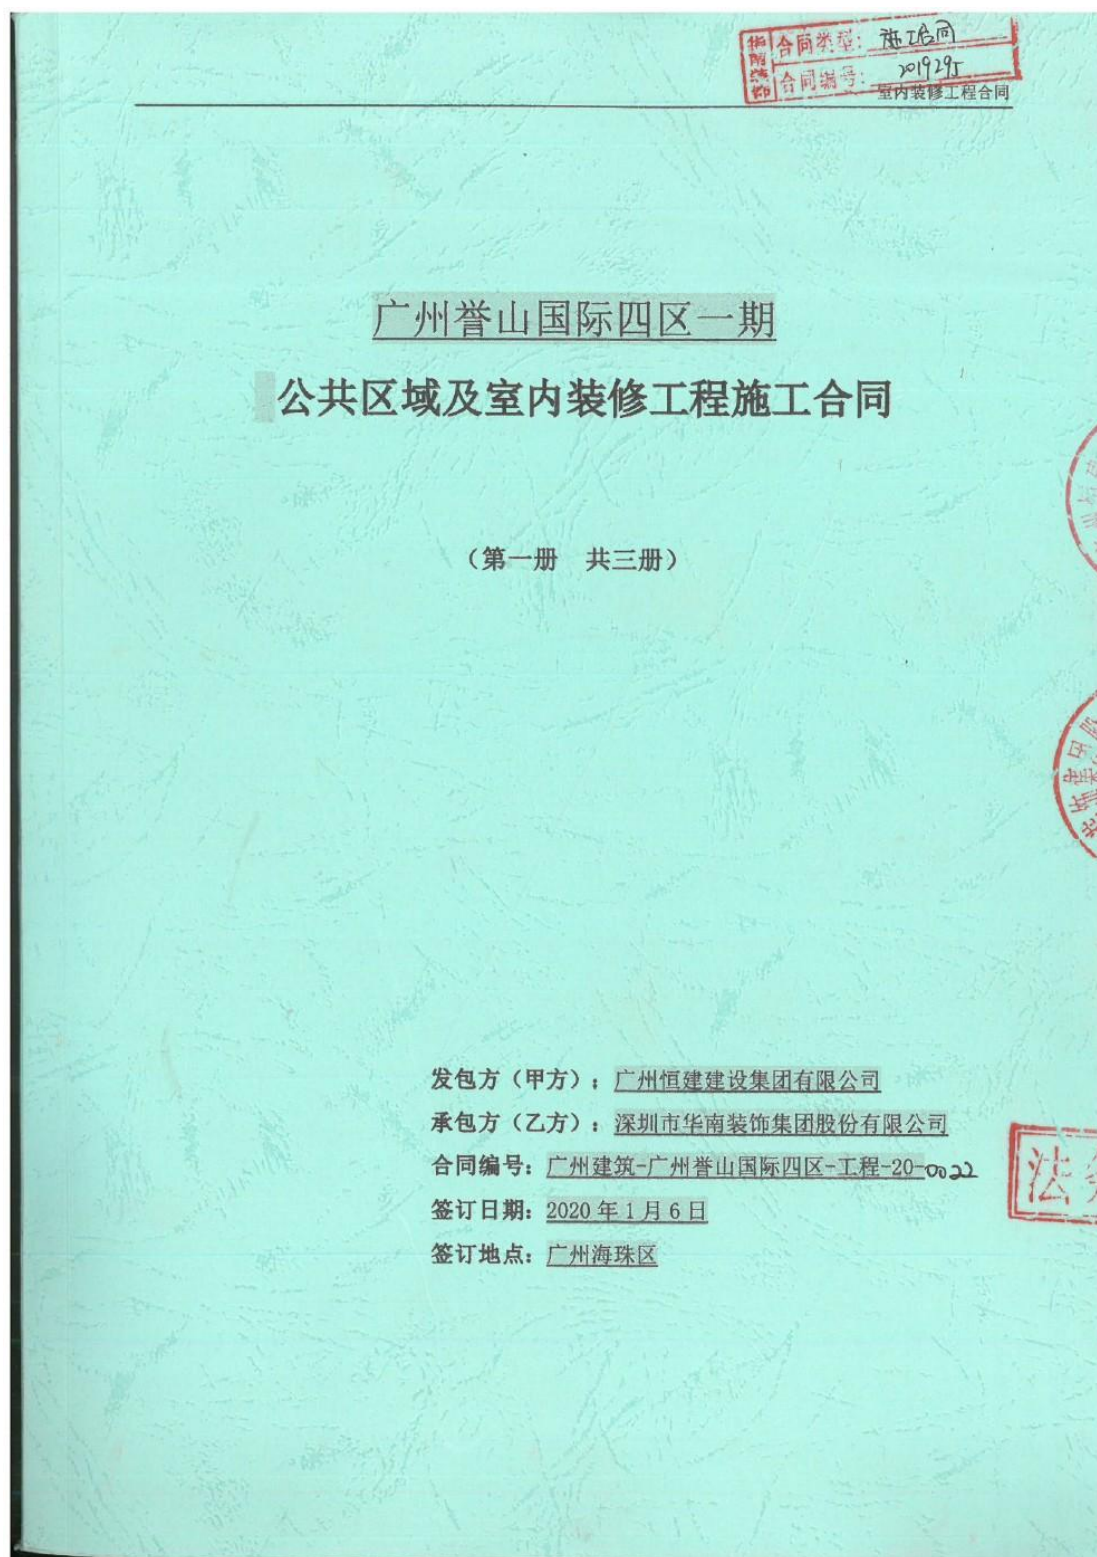 华南装饰
合同类型：施工合同
合同编号：2019295
室内装修工程合同
广州誉山国际四区一期
公共区域及室内装修工程施工合同
（第一册 共三册）
发包方（甲方）：广州恒建建设集团有限公司
承包方（乙方）：深圳市华南装饰集团股份有限公司
合同编号：广州建筑-广州誉山国际四区-工程-20-0022
签订日期：2020年1月6日
签订地点：广州海珠区
法